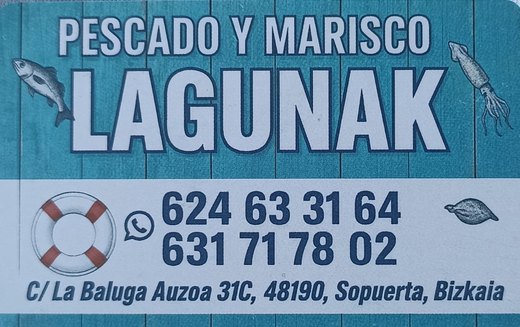 PESCADO Y MARISCO
LAGUNAK
624 63 31 64
631 71 78 02
C/ La Baluga Auzoa 31C, 48190, Sopuerta, Bizkaia